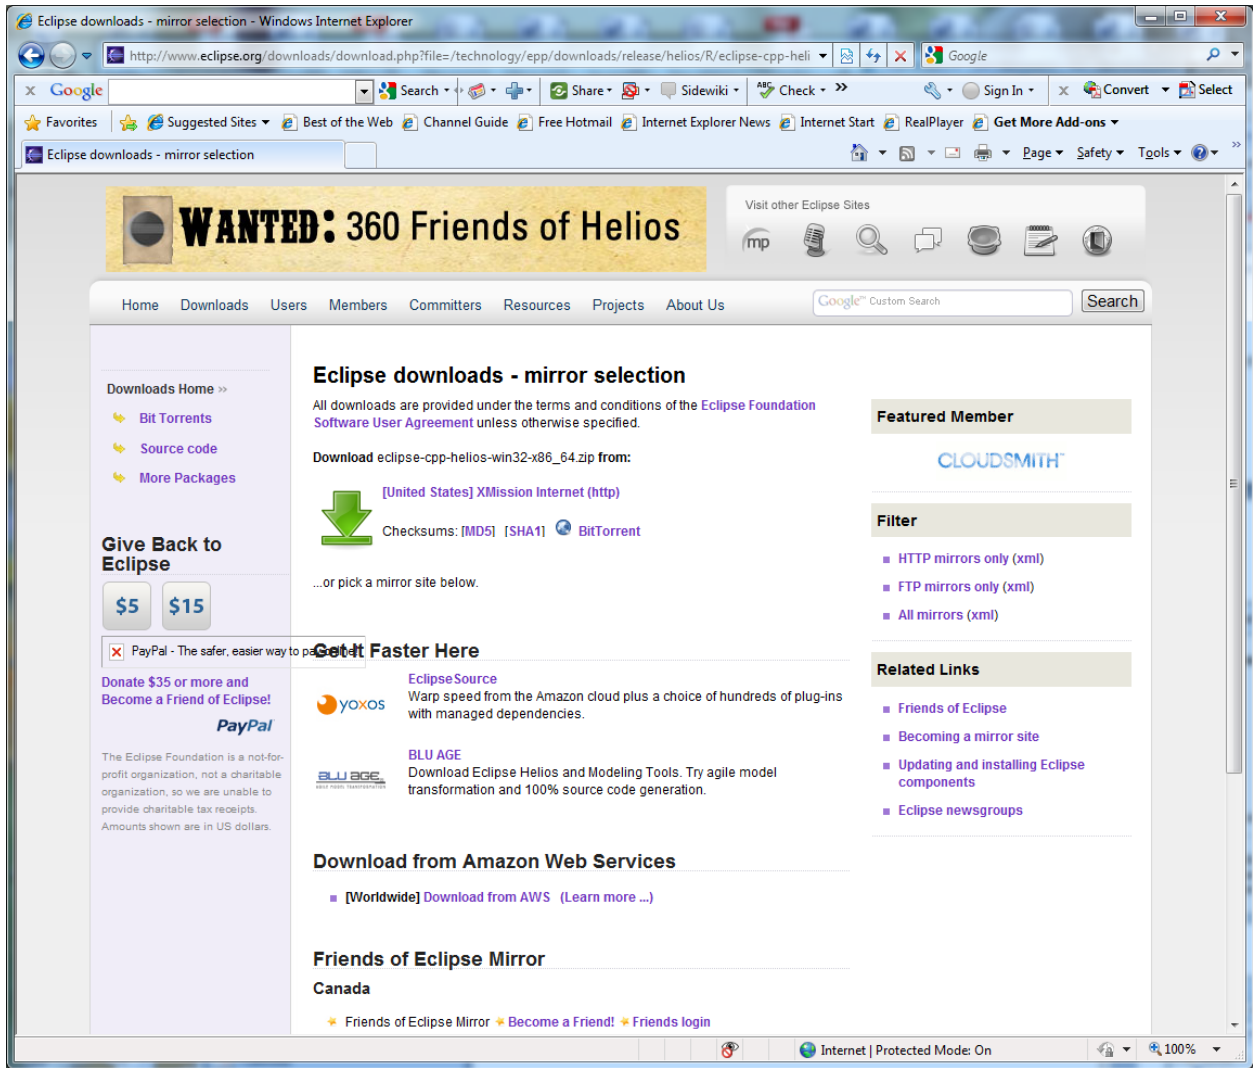 Eclipse downloads - mirror selection - Windows Internet Explorer
http://www.eclipse.org/downloads/download.php?file=/technology/epp/downloads/release/helios/R/eclipse-cpp-heli
Google
x Google Search Share Sidewiki Check Sign In x Convert Select
Favorites Suggested Sites Best of the Web Channel Guide Free Hotmail Internet Explorer News Internet Start RealPlayer Get More Add-ons
Eclipse downloads - mirror selection
Page Safety Tools
WANTED: 360 Friends of Helios
Visit other Eclipse Sites
mp
Home Downloads Users Members Committers Resources Projects About Us
Google™ Custom Search
Search
Downloads Home
Bit Torrents
Source code
More Packages
Give Back to
Eclipse
$5 $15
PayPal - The safer, easier way to
Donate $35 or more and
Become a Friend of Eclipse!
PayPal
The Eclipse Foundation is a not-for-
profit organization, not a charitable
organization, so we are unable to
provide charitable tax receipts.
Amounts shown are in US dollars.
Eclipse downloads - mirror selection
All downloads are provided under the terms and conditions of the Eclipse Foundation
Software User Agreement unless otherwise specified.
Download eclipse-cpp-helios-win32-x86_64.zip from:
[United States] XMission Internet (http)
Checksums: [MD5] [SHA1] BitTorrent
...or pick a mirror site below.
Get It Faster Here
yoxos
EclipseSource
Warp speed from the Amazon cloud plus a choice of hundreds of plug-ins
with managed dependencies.
BLU AGE
BLU AGE
Download Eclipse Helios and Modeling Tools. Try agile model
transformation and 100% source code generation.
Download from Amazon Web Services
[Worldwide] Download from AWS (Learn more ...)
Friends of Eclipse Mirror
Canada
Friends of Eclipse Mirror Become a Friend! Friends login
Featured Member
CLOUDSMITH
Filter
HTTP mirrors only (xml)
FTP mirrors only (xml)
All mirrors (xml)
Related Links
Friends of Eclipse
Becoming a mirror site
Updating and installing Eclipse
components
Eclipse newsgroups
Internet | Protected Mode: On
100%